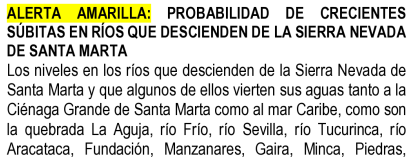 ALERTA AMARILLA: PROBABILIDAD DE CRECIENTES
SÚBITAS EN RÍOS QUE DESCIENDEN DE LA SIERRA NEVADA
DE SANTA MARTA
Los niveles en los ríos que descienden de la Sierra Nevada de
Santa Marta y que algunos de ellos vierten sus aguas tanto a la
Ciénaga Grande de Santa Marta como al mar Caribe, como son
la quebrada La Aguja, río Frío, río Sevilla, río Tucurinca, río
Aracataca, Fundación, Manzanares, Gaira, Minca, Piedras,